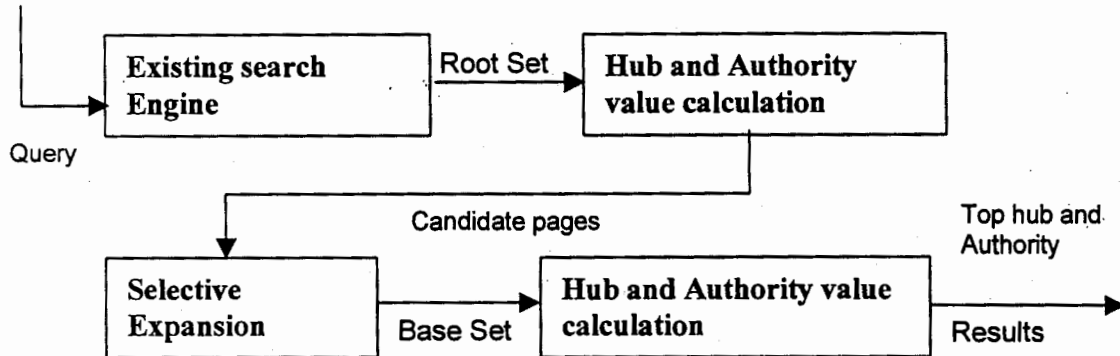 Existing search
Engine
Root Set
Hub and Authority
value calculation
Query
Candidate pages
Top hub and
Authority
Selective
Expansion
Base Set
Hub and Authority value
calculation
Results